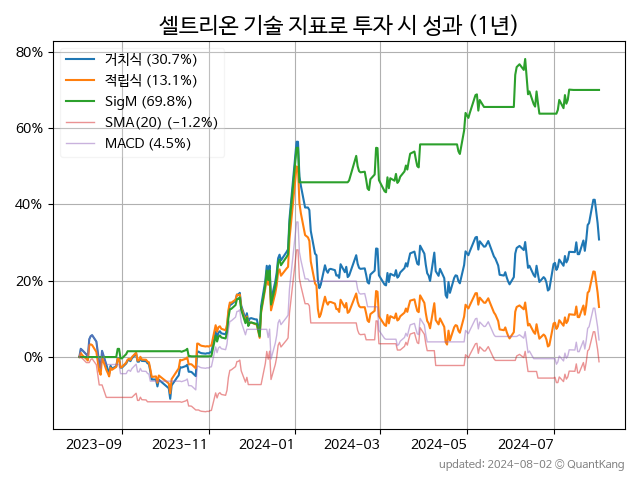 셀트리온 기술 지표로 투자 시 성과 (1년)
80%
60%
40%
20%
0%
거치식 (30.7%)
적립식 (13.1%)
SigM (69.8%)
SMA(20) (−1.2%)
MACD (4.5%)
2023-09 2023-11 2024-01 2024-03 2024-05 2024-07
updated: 2024-08-02 © QuantKang